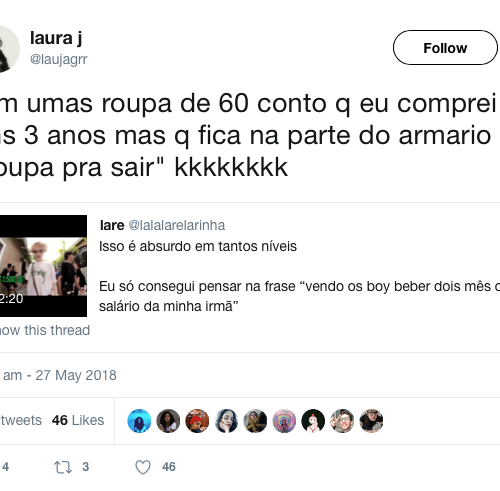 laura j
@laujagrr
Follow
m umas roupa de 60 conto q eu comprei
s 3 anos mas q fica na parte do armario
oupa pra sair" kkkkkkkk
lare @lalalarelarinha
Isso é absurdo em tantos níveis
Eu só consegui pensar na frase “vendo os boy beber dois mês
salário da minha irmã”
2:20
how this thread
am - 27 May 2018
tweets 46 Likes
4 3 46